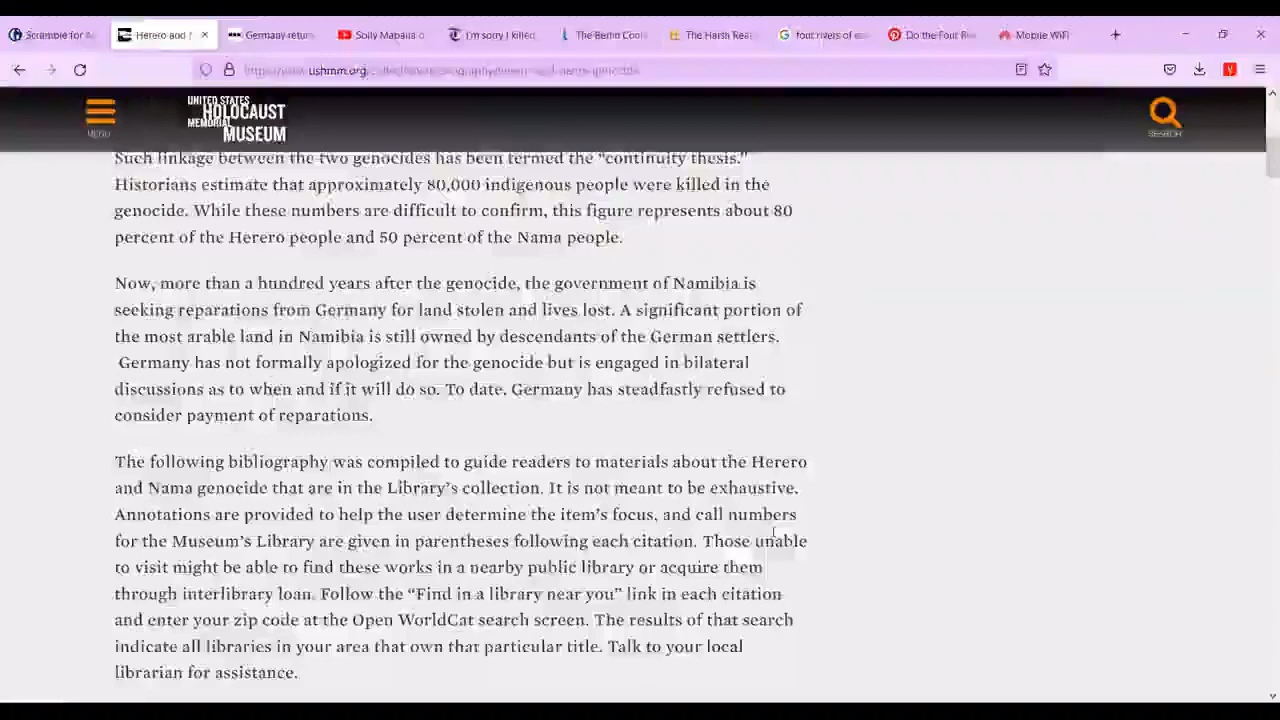 Scramble for A
Herero and N
Germany return
Solly Mapaila
I'm sorry I killed
The Berlin Conf
The Harsh Real
four rivers of
Do the Four
Mobile WiFi
ushmm.org
MENU
UNITED STATES
HOLOCAUST
MEMORIAL
MUSEUM
SEARCH
Such linkage between the two genocides has been termed the "continuity thesis."
Historians estimate that approximately 80,000 indigenous people were killed in the
genocide. While these numbers are difficult to confirm, this figure represents about 80
percent of the Herero people and 50 percent of the Nama people.
Now, more than a hundred years after the genocide, the government of Namibia is
seeking reparations from Germany for land stolen and lives lost. A significant portion of
the most arable land in Namibia is still owned by descendants of the German settlers.
Germany has not formally apologized for the genocide but is engaged in bilateral
discussions as to when and if it will do so. To date, Germany has steadfastly refused to
consider payment of reparations.
The following bibliography was compiled to guide readers to materials about the Herero
and Nama genocide that are in the Library's collection. It is not meant to be exhaustive.
Annotations are provided to help the user determine the item's focus, and call numbers
for the Museum's Library are given in parentheses following each citation. Those unable
to visit might be able to find these works in a nearby public library or acquire them
through interlibrary loan. Follow the "Find in a library near you" link in each citation
and enter your zip code at the Open WorldCat search screen. The results of that search
indicate all libraries in your area that own that particular title. Talk to your local
librarian for assistance.